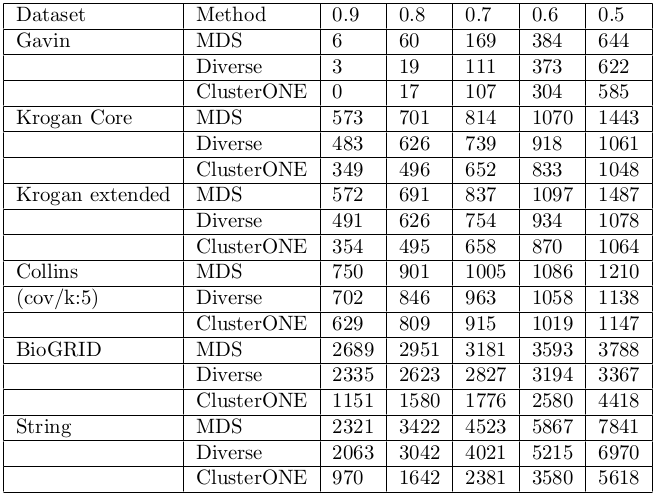 Dataset Method 0.9 0.8 0.7 0.6 0.5
Gavin MDS 6 60 169 384 644
Diverse 3 19 111 373 622
ClusterONE 0 17 107 304 585
Krogan Core MDS 573 701 814 1070 1443
Diverse 483 626 739 918 1061
ClusterONE 349 496 652 833 1048
Krogan extended MDS 572 691 837 1097 1487
Diverse 491 626 754 934 1078
ClusterONE 354 495 658 870 1064
Collins MDS 750 901 1005 1086 1210
(cov/k:5) Diverse 702 846 963 1058 1138
ClusterONE 629 809 915 1019 1147
BioGRID MDS 2689 2951 3181 3593 3788
Diverse 2335 2623 2827 3194 3367
ClusterONE 1151 1580 1776 2580 4418
String MDS 2321 3422 4523 5867 7841
Diverse 2063 3042 4021 5215 6970
ClusterONE 970 1642 2381 3580 5618